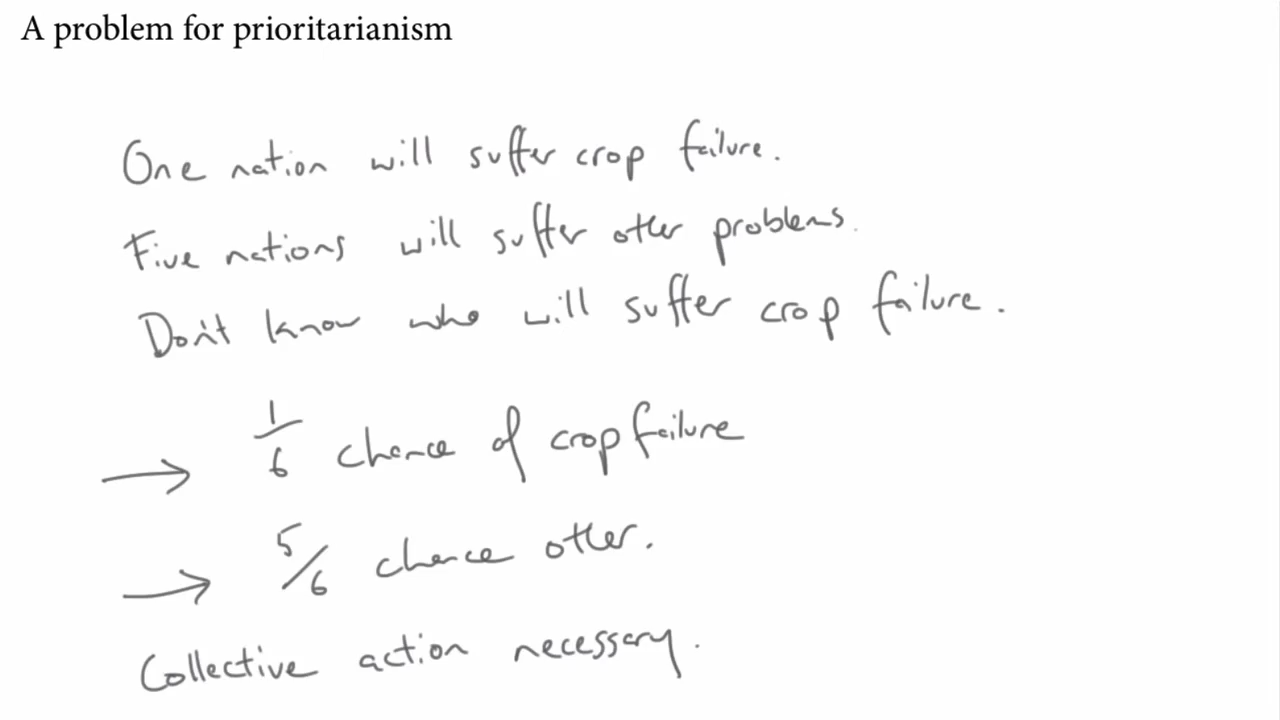 A problem for prioritarianism
One nation will suffer crop failure.
Five nations will suffer other problems.
Don't know who will suffer crop failure.
→ 1/6 chance of crop failure
→ 5/6 chance other.
Collective action necessary.